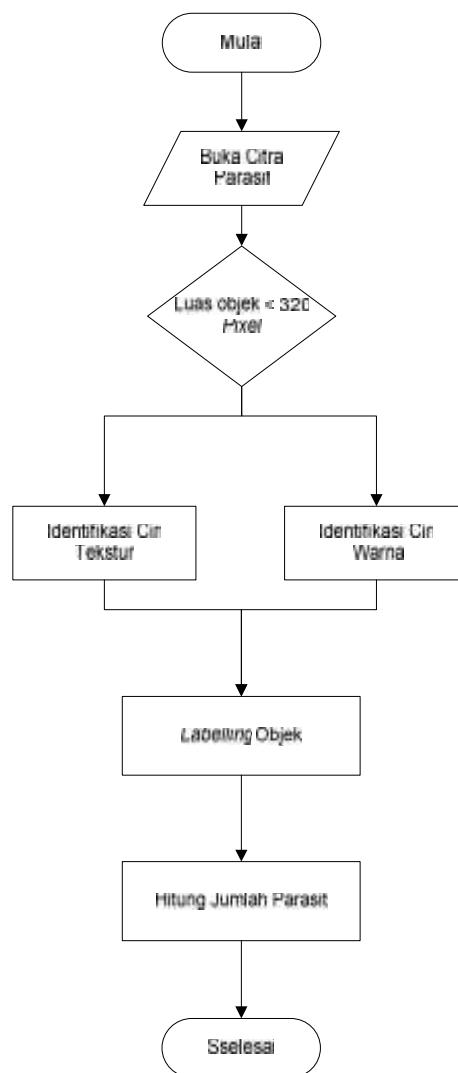 Mulai
Buka Citra
Parasit
Luas objek < 320
Pixel
Identifikasi Ciri
Tekstur
Identifikasi Ciri
Warna
Labelling Objek
Hitung Jumlah Parasit
Sselesai